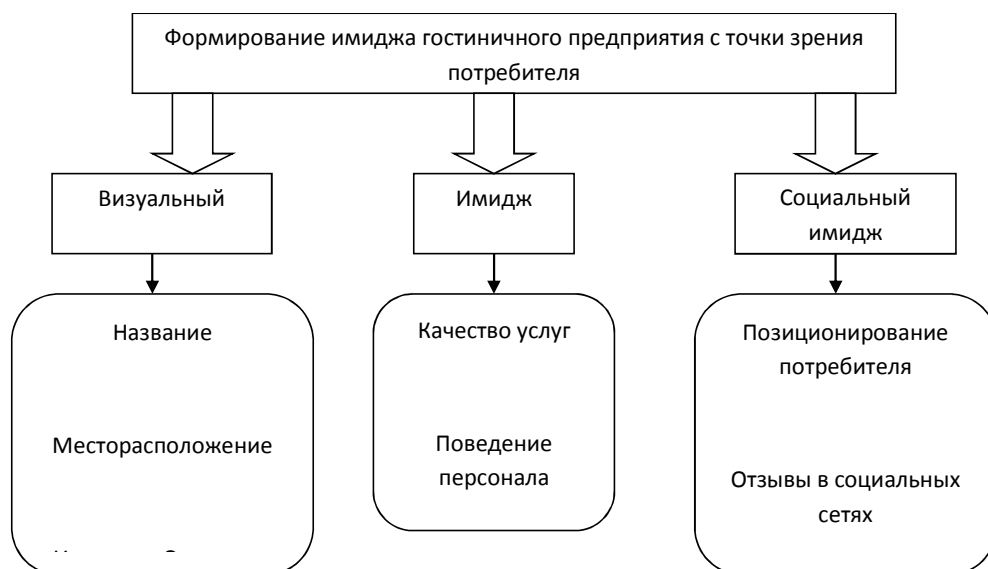 Формирование имиджа гостиничного предприятия с точки зрения
потребителя
Визуальный
Имидж
Социальный
имидж
Название
Месторасположение
Качество услуг
Поведение
персонала
Позиционирование
потребителя
Отзывы в социальных
сетях